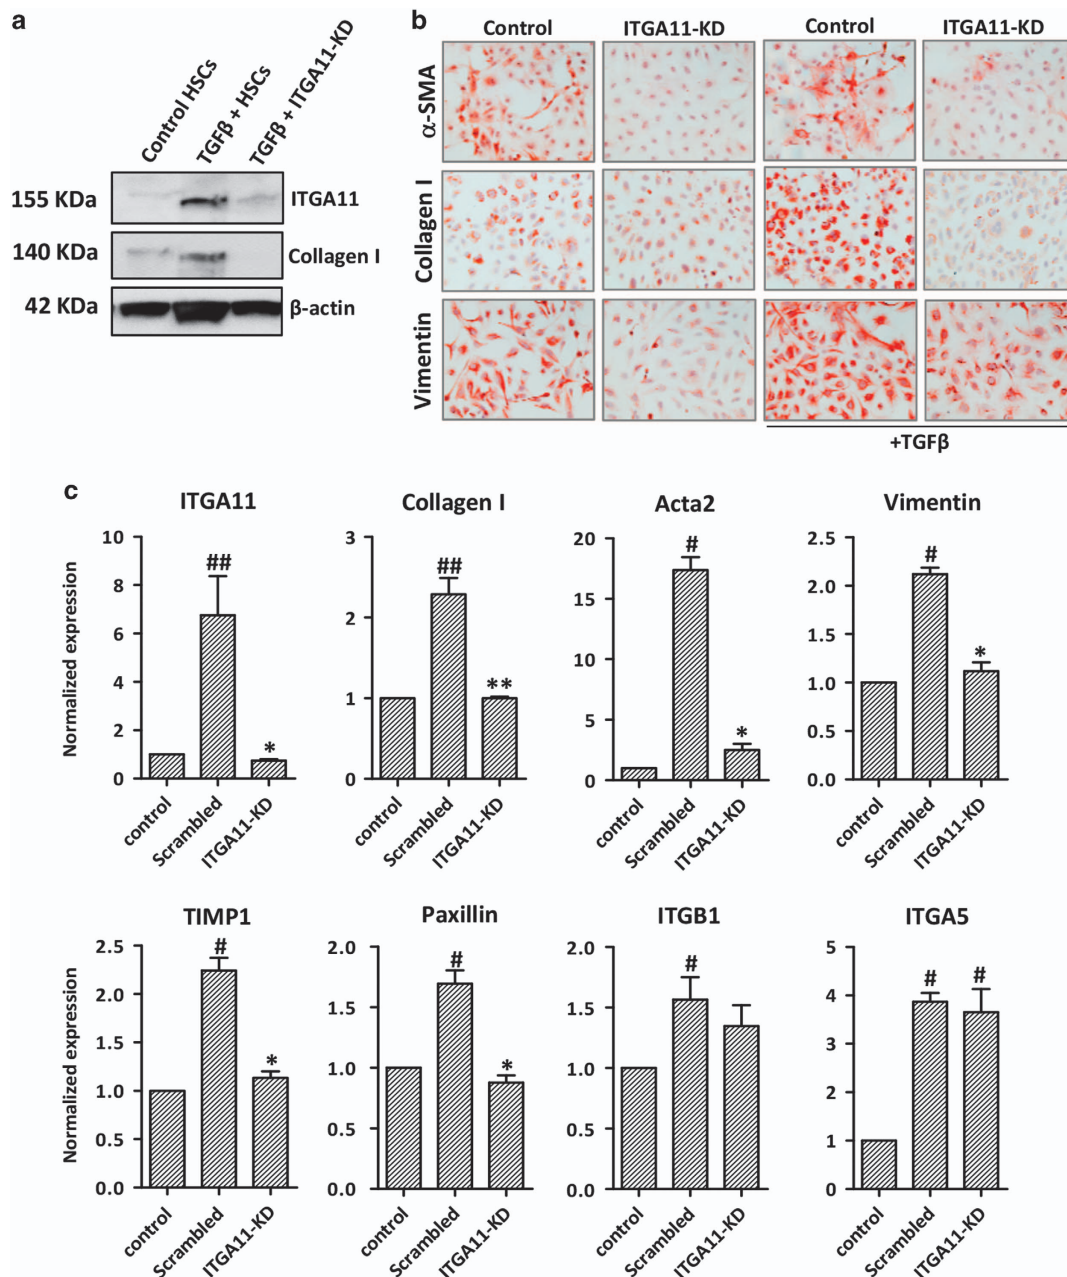 a
Control HSCs
TGFβ + HSCs
TGFβ + ITGA11-KD
155 KDa
ITGA11
140 KDa
Collagen I
42 KDa
β-actin
b
Control
ITGA11-KD
Control
ITGA11-KD
α-SMA
Collagen I
Vimentin
+TGFβ
c
ITGA11
Normalized expression
10
8
6
4
2
0
##
*
control
Scrambled
ITGA11-KD
Collagen I
3
2
1
0
##
**
control
Scrambled
ITGA11-KD
Acta2
20
15
10
5
0
#
*
control
Scrambled
ITGA11-KD
Vimentin
2.5
2.0
1.5
1.0
0.5
0.0
#
*
control
Scrambled
ITGA11-KD
TIMP1
Normalized expression
2.5
2.0
1.5
1.0
0.5
0.0
#
*
control
Scrambled
ITGA11-KD
Paxillin
2.0
1.5
1.0
0.5
0.0
#
*
control
Scrambled
ITGA11-KD
ITGB1
2.0
1.5
1.0
0.5
0.0
#
control
Scrambled
ITGA11-KD
ITGA5
5
4
3
2
1
0
#
#
control
Scrambled
ITGA11-KD